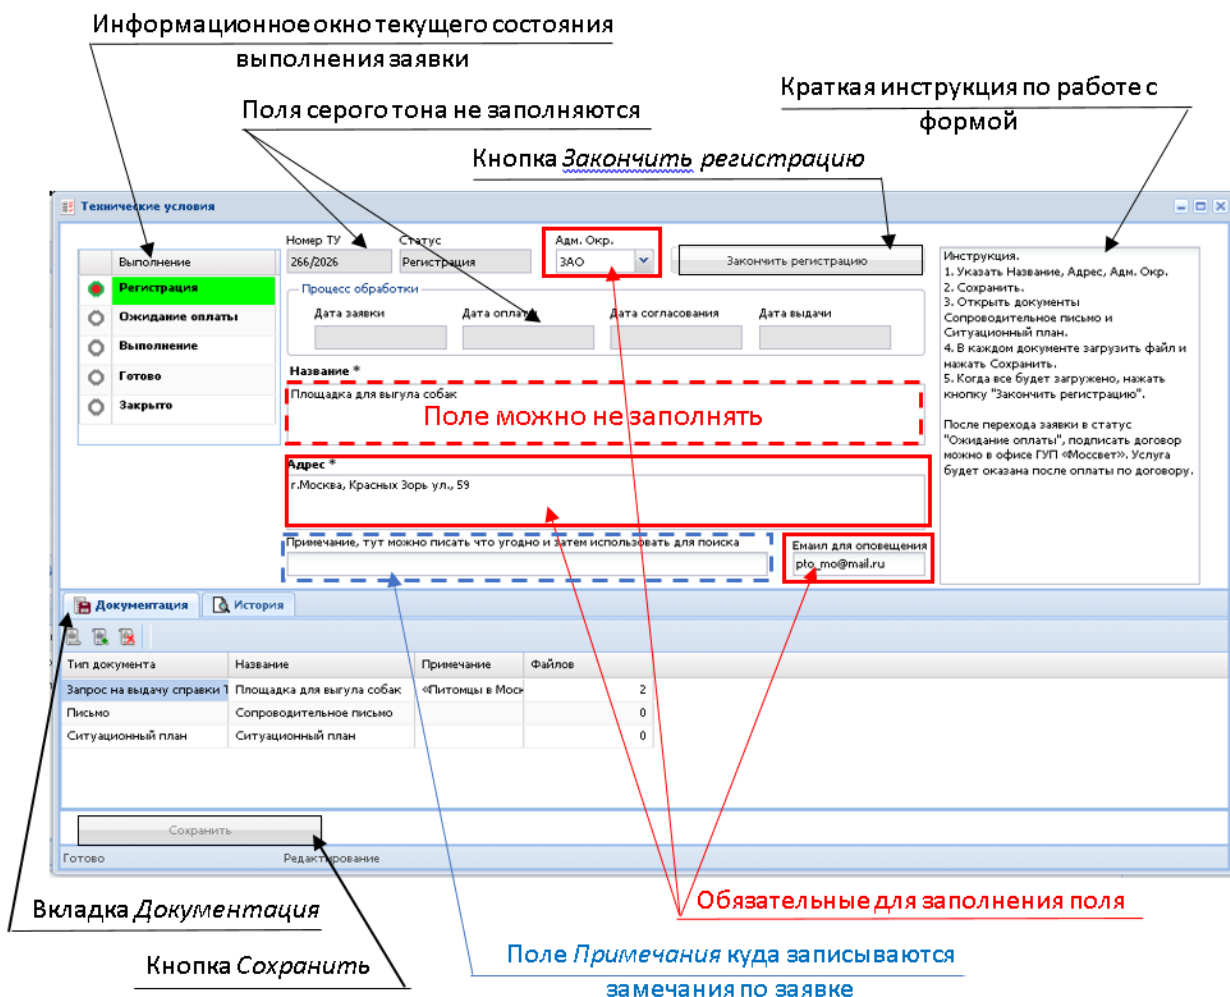 Информационное окно текущего состояния
выполнения заявки
Поля серого тона не заполняются
Краткая инструкция по работе с
формой
Кнопка Закончить регистрацию
Технические условия
Номер ТУ
Статус
Адм. Окр.
266/2026
Регистрация
ЗАО
Закончить регистрацию
Выполнение
Регистрация
Ожидание оплаты
Выполнение
Готово
Закрыто
Процесс обработки
Дата заявки
Дата оплаты
Дата согласования
Дата выдачи
Название *
Площадка для выгула собак
Поле можно не заполнять
Адрес *
г.Москва, Красных Зорь ул., 59
Примечание, тут можно писать что угодно и затем использовать для поиска
Емаил для оповещения
pto_mo@mail.ru
Инструкция.
1. Указать Название, Адрес, Адм. Окр.
2. Сохранить.
3. Открыть документы
Сопроводительное письмо и
Ситуационный план.
4. В каждом документе загрузить файл и
нажать Сохранить.
5. Когда все будет загружено, нажать
кнопку "Закончить регистрацию".
После перехода заявки в статус
"Ожидание оплаты", подписать договор
можно в офисе ГУП «Моссвет». Услуга
будет оказана после оплаты по договору.
Документация
История
Тип документа Название Примечание Файлов
Запрос на выдачу справки Т Площадка для выгула собак «Питомцы в Моск 2
Письмо Сопроводительное письмо 0
Ситуационный план Ситуационный план 0
Сохранить
Готово
Редактирование
Обязательные для заполнения поля
Вкладка Документация
Кнопка Сохранить
Поле Примечания куда записываются
замечания по заявке